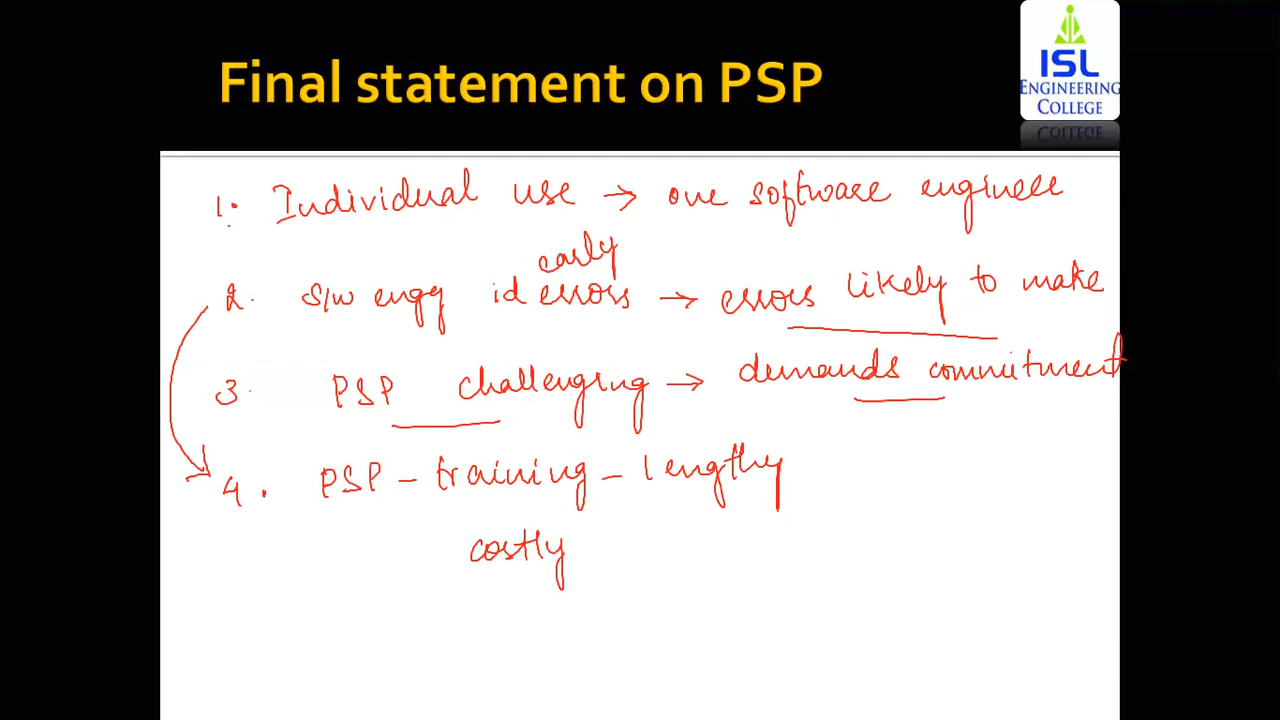 Final statement on PSP
ISL
ENGINEERING
COLLEGE
1. Individual use → one software engineer
early
2. S/W engg id errors → errors likely to make
3. PSP challenging → demands commitment
4. PSP - training - lengthy
costly